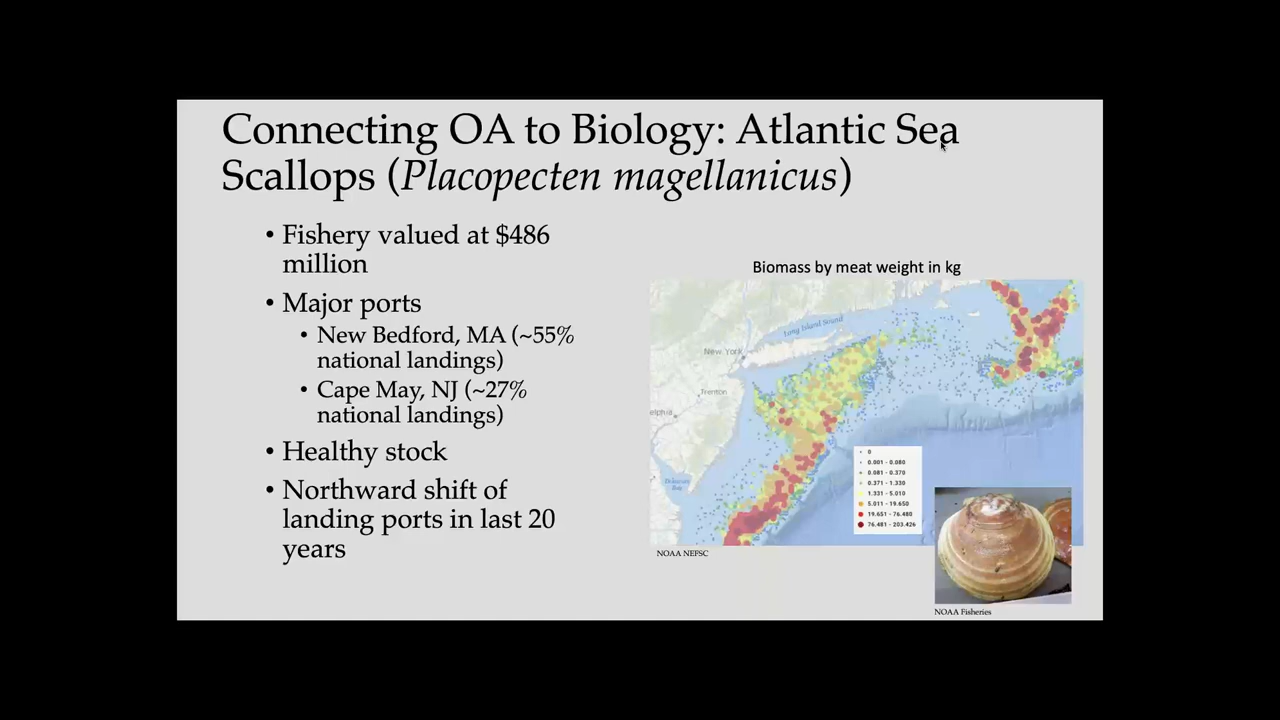 Connecting OA to Biology: Atlantic Sea
Scallops (Placopecten magellanicus)
• Fishery valued at $486
million
• Major ports
• New Bedford, MA (~55%
national landings)
• Cape May, NJ (~27%
national landings)
• Healthy stock
• Northward shift of
landing ports in last 20
years
Biomass by meat weight in kg
Long Island Sound
New York
Trenton
elphia
Delaware
Bay
0
0.001 - 0.080
0.081 - 0.370
0.371 - 1.330
1.331 - 5.010
5.011 - 19.650
19.651 - 76.480
76.481 - 203.426
NOAA NEFSC
NOAA Fisheries